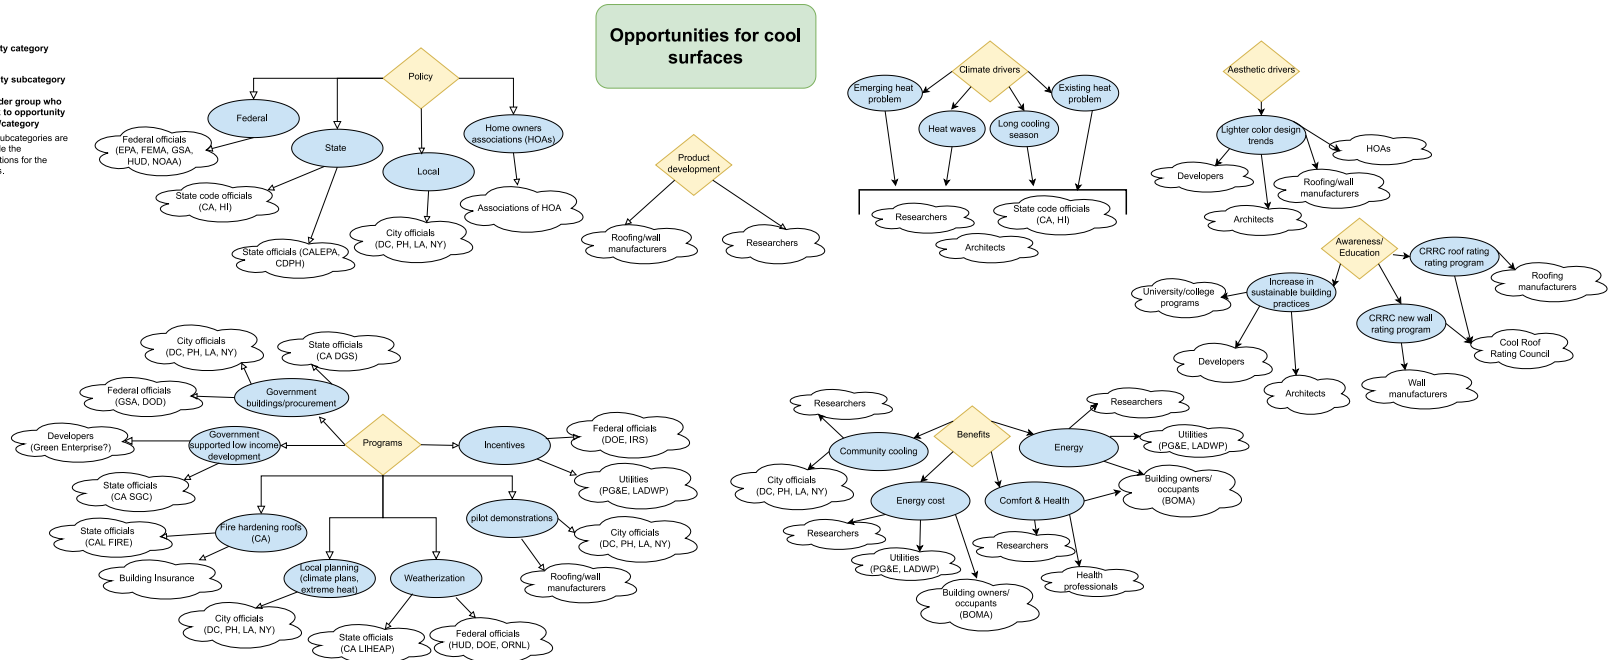 Opportunities for cool
surfaces
ty category
ty subcategory
der group who
k to opportunity
/category
ubcategories are
de the
tions for the
s.
Policy
Federal
Federal officials
(EPA, FEMA, GSA,
HUD, NOAA)
State
State code officials
(CA, HI)
State officials (CALEPA,
CDPH)
Local
City officials
(DC, PH, LA, NY)
Home owners
associations (HOAs)
Associations of HOA
Product
development
Roofing/wall
manufacturers
Researchers
Climate drivers
Emerging heat
problem
Heat waves
Long cooling
season
Existing heat
problem
Researchers
Architects
State code officials
(CA, HI)
Aesthetic drivers
Lighter color design
trends
Developers
Architects
Roofing/wall
manufacturers
HOAs
Awareness/
Education
CRRC roof rating
rating program
Roofing
manufacturers
Increase in
sustainable building
practices
University/college
programs
Developers
Architects
CRRC new wall
rating program
Wall
manufacturers
Cool Roof
Rating Council
Programs
Government
buildings/procurement
City officials
(DC, PH, LA, NY)
State officials
(CA DGS)
Federal officials
(GSA, DOD)
Government
supported low income
development
Developers
(Green Enterprise?)
State officials
(CA SGC)
Fire hardening roofs
(CA)
State officials
(CAL FIRE)
Building Insurance
Local planning
(climate plans,
extreme heat)
City officials
(DC, PH, LA, NY)
Weatherization
State officials
(CA LIHEAP)
Federal officials
(HUD, DOE, ORNL)
pilot demonstrations
City officials
(DC, PH, LA, NY)
Roofing/wall
manufacturers
Incentives
Federal officials
(DOE, IRS)
Utilities
(PG&E, LADWP)
Benefits
Community cooling
Researchers
City officials
(DC, PH, LA, NY)
Energy cost
Researchers
Utilities
(PG&E, LADWP)
Building owners/
occupants
(BOMA)
Comfort & Health
Researchers
Health
professionals
Energy
Researchers
Utilities
(PG&E, LADWP)
Building owners/
occupants
(BOMA)